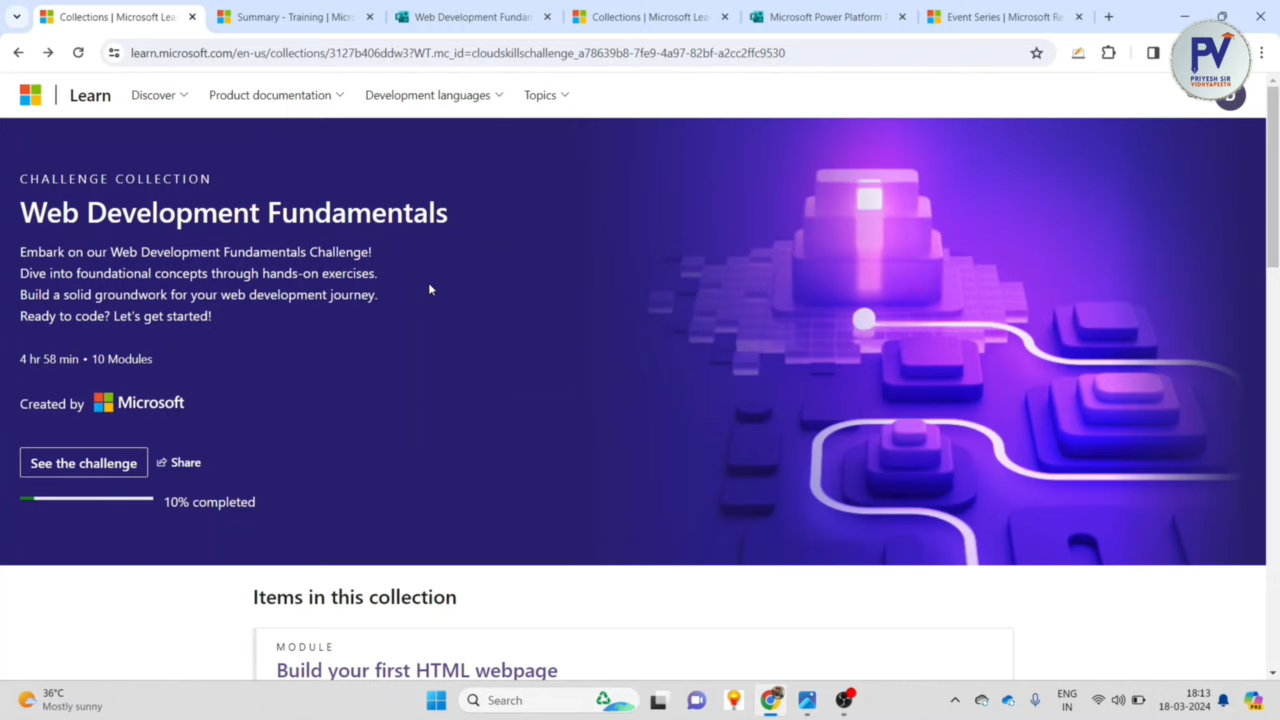 Collections | Microsoft Lea
Summary - Training | Micro
Web Development Fundan
Collections | Microsoft Lea
Microsoft Power Platform
Event Series | Microsoft Re
learn.microsoft.com/en-us/collections/3127b406ddw3?WT.mc_id=cloudskillschallenge_a78639b8-7fe9-4a97-82bf-a2cc2ffc9530
PV
PRIYESH SIR
VIDHYAPEETH
Learn
Discover
Product documentation
Development languages
Topics
CHALLENGE COLLECTION
Web Development Fundamentals
Embark on our Web Development Fundamentals Challenge!
Dive into foundational concepts through hands-on exercises.
Build a solid groundwork for your web development journey.
Ready to code? Let's get started!
4 hr 58 min • 10 Modules
Created by Microsoft
See the challenge
Share
10% completed
Items in this collection
MODULE
Build your first HTML webpage
36°C
Mostly sunny
Search
ENG
IN
18:13
18-03-2024
PRE